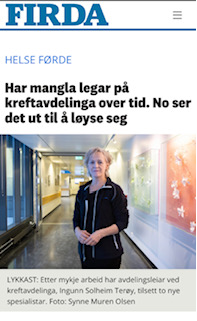 FIRDA
HELSE FØRDE
Har mangla legar på
kreftavdelinga over tid. No ser
det ut til å løyse seg
LYKKAST: Etter mykje arbeid har avdelingsleiar ved
kreftavdelinga, Ingunn Solheim Terøy, tilsett to nye
spesialistar. Foto: Synne Muren Olsen